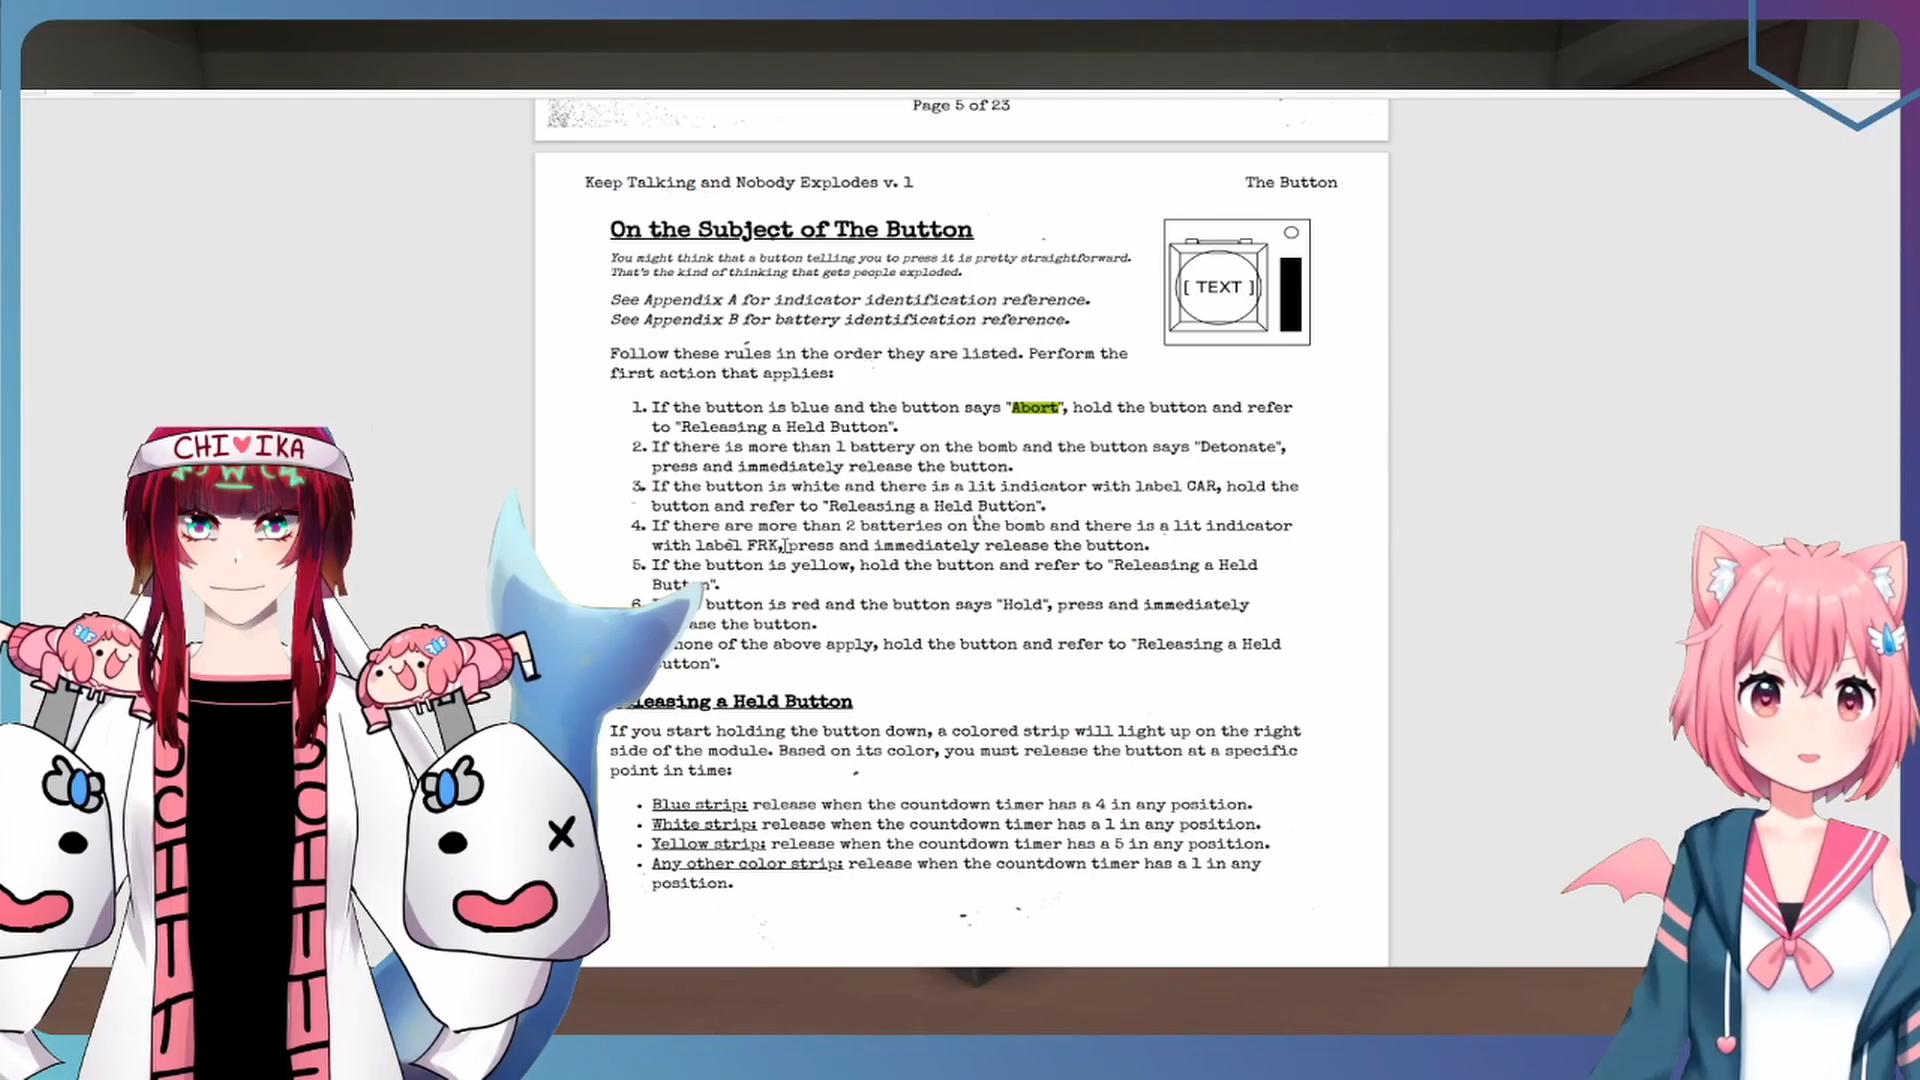 Page 5 of 23
Keep Talking and Nobody Explodes v. 1
The Button
On the Subject of The Button
You might think that a button telling you to press it is pretty straightforward.
That's the kind of thinking that gets people exploded.
See Appendix A for indicator identification reference.
See Appendix B for battery identification reference.
[ TEXT ]
Follow these rules in the order they are listed. Perform the
first action that applies:
1. If the button is blue and the button says "Abort", hold the button and refer
to "Releasing a Held Button".
2. If there is more than 1 battery on the bomb and the button says "Detonate",
press and immediately release the button.
3. If the button is white and there is a lit indicator with label CAR, hold the
button and refer to "Releasing a Held Button".
4. If there are more than 2 batteries on the bomb and there is a lit indicator
with label FRK, press and immediately release the button.
5. If the button is yellow, hold the button and refer to "Releasing a Held
Button".
6. button is red and the button says "Hold", press and immediately
ase the button.
none of the above apply, hold the button and refer to "Releasing a Held
utton".
easing a Held Button
If you start holding the button down, a colored strip will light up on the right
side of the module. Based on its color, you must release the button at a specific
point in time:
• Blue strip: release when the countdown timer has a 4 in any position.
• White strip: release when the countdown timer has a 1 in any position.
• Yellow strip: release when the countdown timer has a 5 in any position.
• Any other color strip: release when the countdown timer has a 1 in any
position.
CHI♥IKA